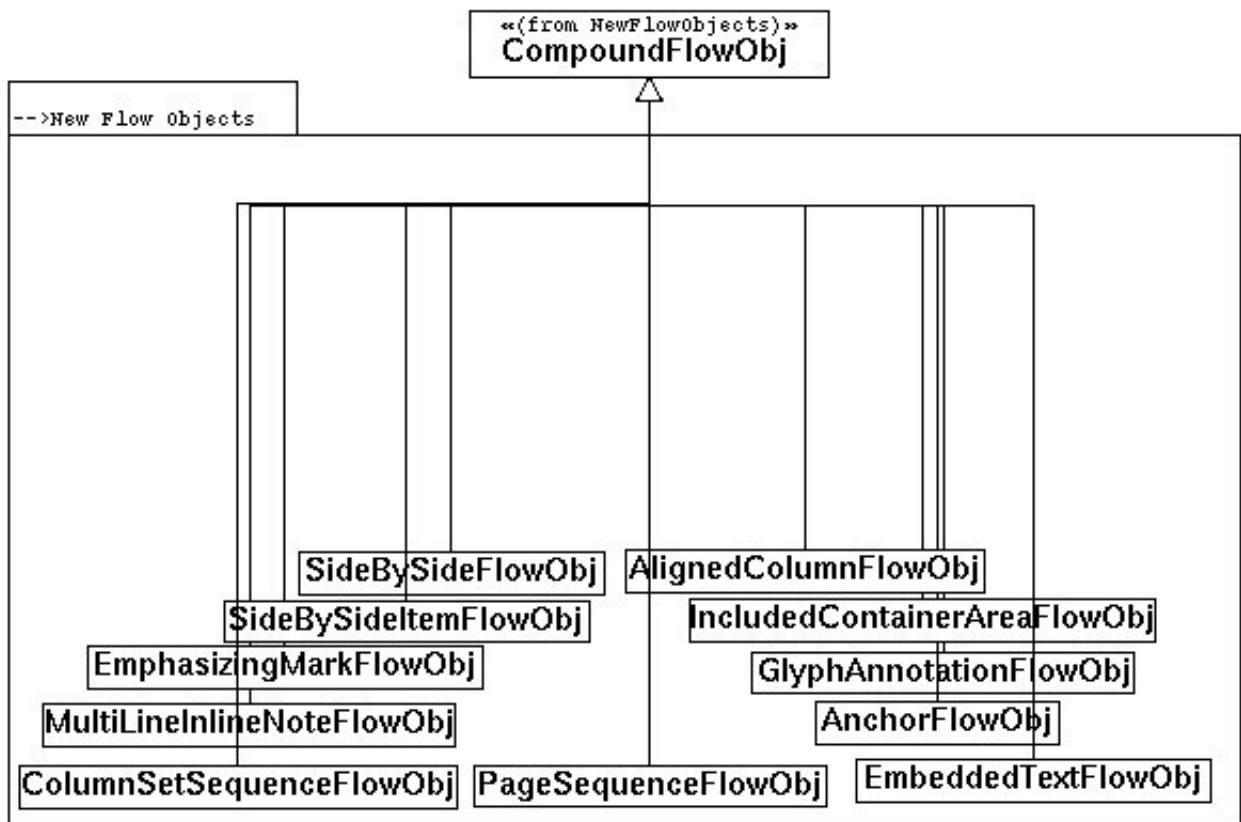 «(from NewFlowObjects)»
CompoundFlowObj
-->New Flow Objects
SideBySideFlowObj
AlignedColumnFlowObj
SideBySideItemFlowObj
IncludedContainerAreaFlowObj
EmphasizingMarkFlowObj
GlyphAnnotationFlowObj
MultiLineInlineNoteFlowObj
AnchorFlowObj
ColumnSetSequenceFlowObj
PageSequenceFlowObj
EmbeddedTextFlowObj